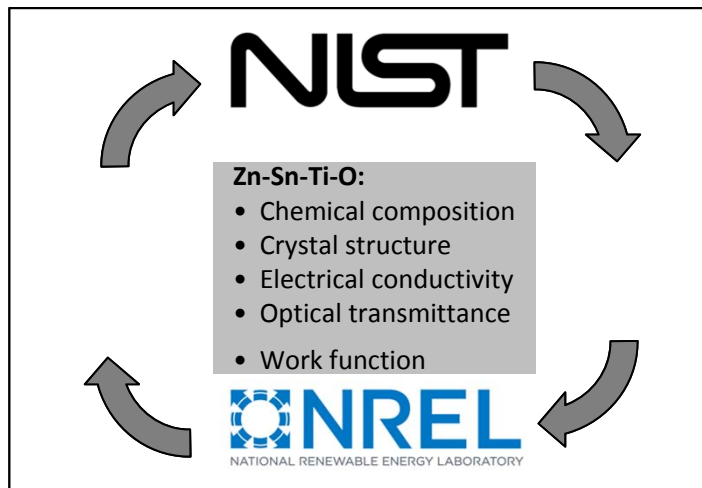 NIST
Zn-Sn-Ti-O:
• Chemical composition
• Crystal structure
• Electrical conductivity
• Optical transmittance
• Work function
NREL
NATIONAL RENEWABLE ENERGY LABORATORY